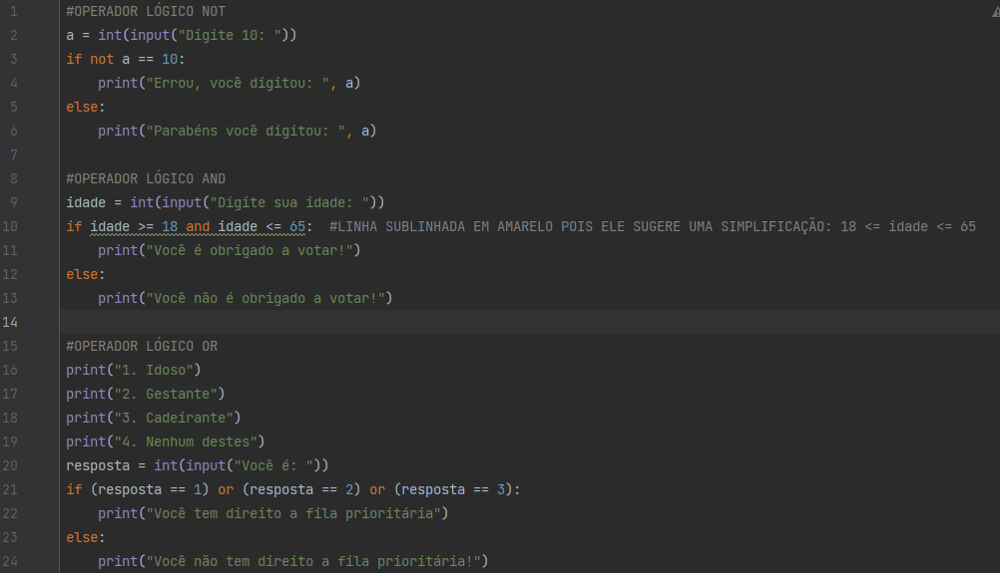 1 #OPERADOR LÓGICO NOT
2 a = int(input("Digite 10: "))
3 if not a == 10:
4     print("Errou, você digitou: ", a)
5 else:
6     print("Parabéns você digitou: ", a)
7
8 #OPERADOR LÓGICO AND
9 idade = int(input("Digite sua idade: "))
10 if idade >= 18 and idade <= 65:  #LINHA SUBLINHADA EM AMARELO POIS ELE SUGERE UMA SIMPLIFICAÇÃO: 18 <= idade <= 65
11     print("Você é obrigado a votar!")
12 else:
13     print("Você não é obrigado a votar!")
14
15 #OPERADOR LÓGICO OR
16 print("1. Idoso")
17 print("2. Gestante")
18 print("3. Cadeirante")
19 print("4. Nenhum destes")
20 resposta = int(input("Você é: "))
21 if (resposta == 1) or (resposta == 2) or (resposta == 3):
22     print("Você tem direito a fila prioritária")
23 else:
24     print("Você não tem direito a fila prioritária!")